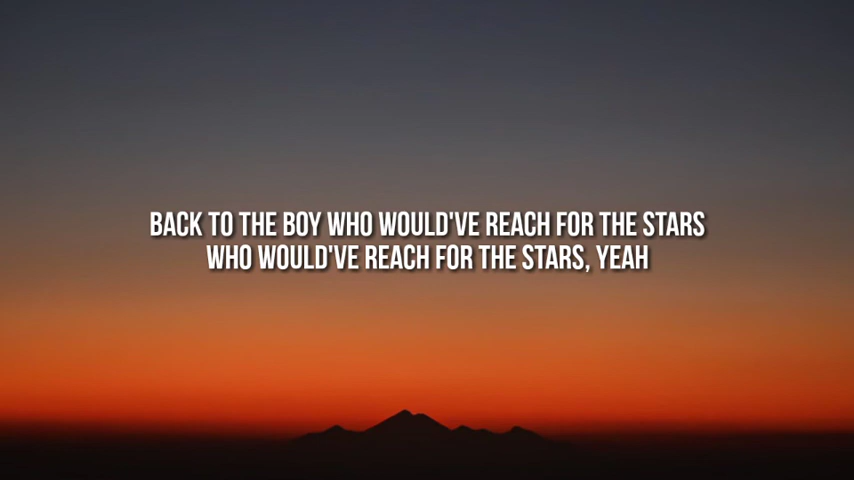 BACK TO THE BOY WHO WOULD'VE REACH FOR THE STARS
WHO WOULD'VE REACH FOR THE STARS, YEAH